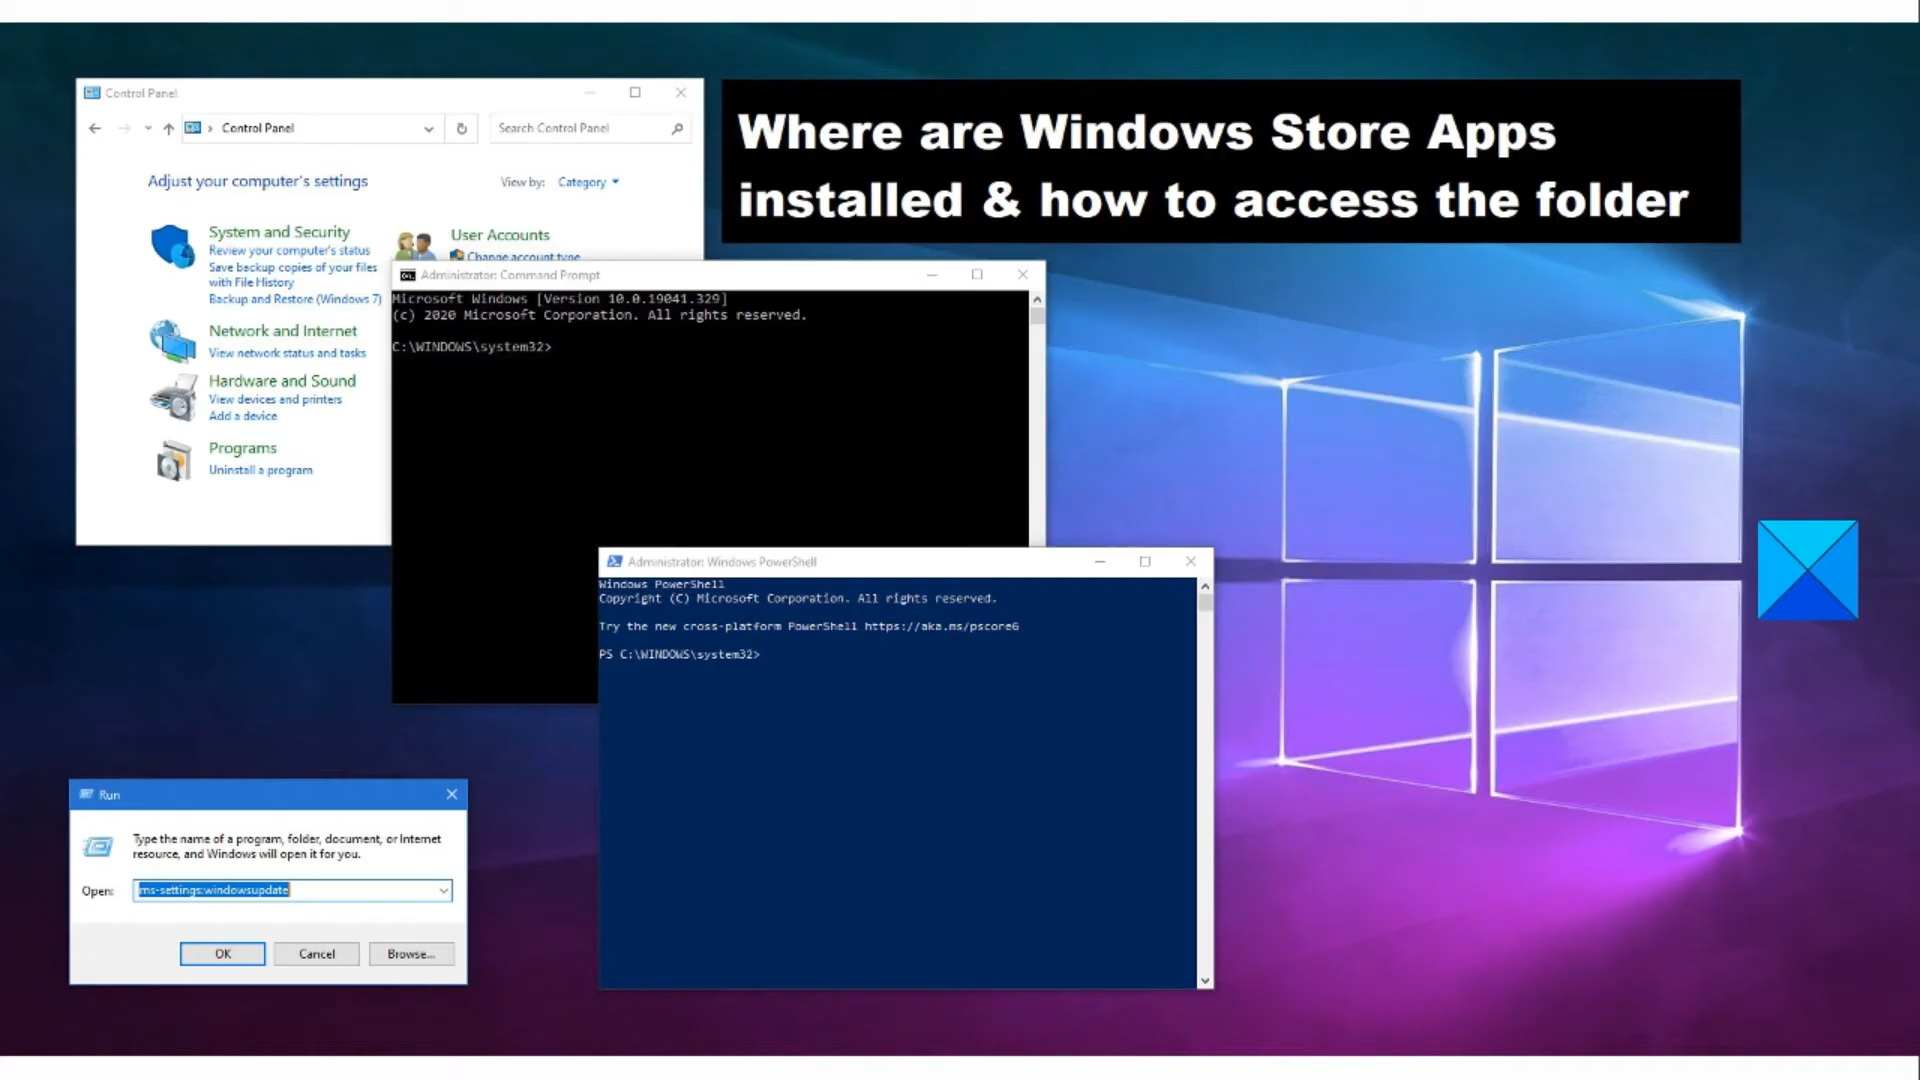 Control Panel
Control Panel
Search Control Panel
Where are Windows Store Apps
installed & how to access the folder
Adjust your computer's settings
View by: Category
System and Security
Review your computer's status
Save backup copies of your files
with File History
Backup and Restore (Windows 7)
User Accounts
Change account type
Network and Internet
View network status and tasks
Hardware and Sound
View devices and printers
Add a device
Programs
Uninstall a program
Administrator: Command Prompt
Microsoft Windows [Version 10.0.19041.329]
(c) 2020 Microsoft Corporation. All rights reserved.
C:\WINDOWS\system32>
Administrator: Windows PowerShell
Windows PowerShell
Copyright (C) Microsoft Corporation. All rights reserved.
Try the new cross-platform PowerShell https://aka.ms/pscore6
PS C:\WINDOWS\system32>
Run
Type the name of a program, folder, document, or Internet
resource, and Windows will open it for you.
Open: ms-settings:windowsupdate
OK Cancel Browse...